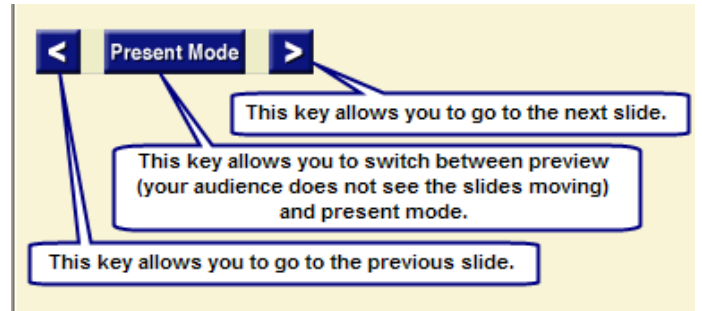 < Present Mode >
This key allows you to go to the next slide.
This key allows you to switch between preview
(your audience does not see the slides moving)
and present mode.
This key allows you to go to the previous slide.